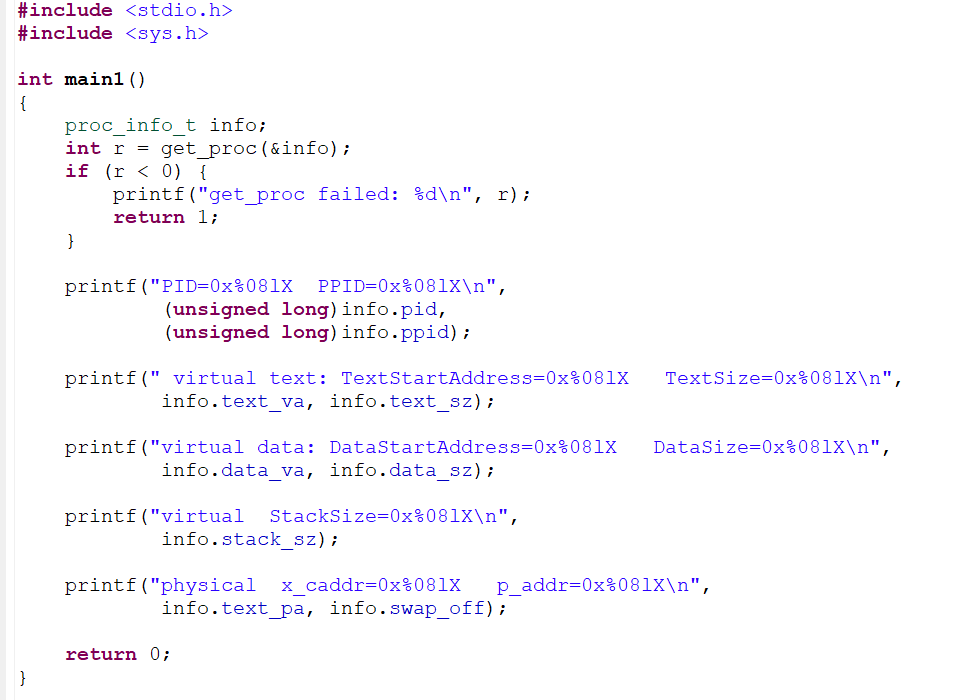 #include <stdio.h>
#include <sys.h>

int main1()
{
    proc_info_t info;
    int r = get_proc(&info);
    if (r < 0) {
        printf("get_proc failed: %d\n", r);
        return 1;
    }

    printf("PID=0x%08lX  PPID=0x%08lX\n",
            (unsigned long)info.pid,
            (unsigned long)info.ppid);

    printf(" virtual text: TextStartAddress=0x%08lX   TextSize=0x%08lX\n",
            info.text_va, info.text_sz);

    printf("virtual data: DataStartAddress=0x%08lX   DataSize=0x%08lX\n",
            info.data_va, info.data_sz);

    printf("virtual  StackSize=0x%08lX\n",
            info.stack_sz);

    printf("physical  x_caddr=0x%08lX   p_addr=0x%08lX\n",
            info.text_pa, info.swap_off);

    return 0;
}